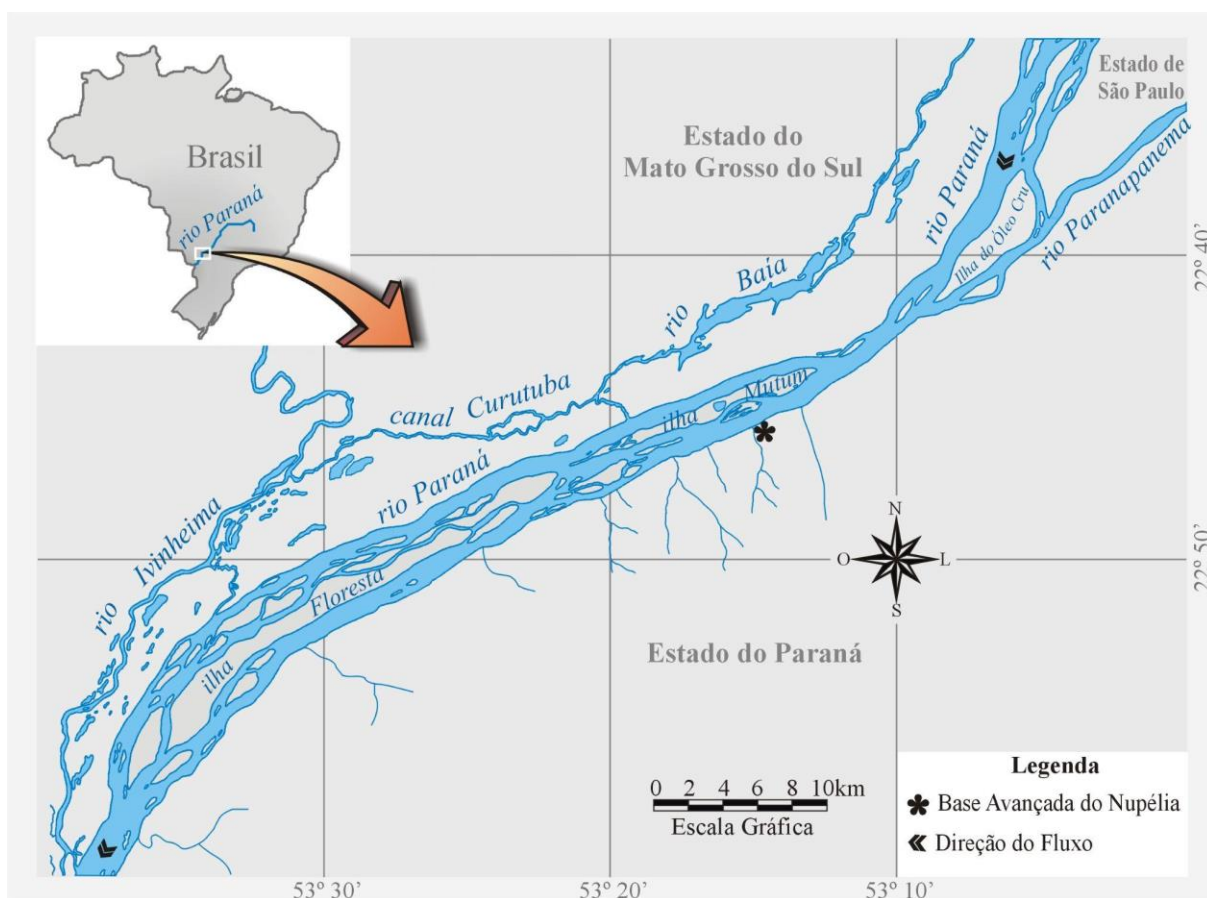 Brasil
rio Paraná
Estado do
Mato Grosso do Sul
Estado de
São Paulo
rio Paraná
Ilha do Óleo Cru
rio Paranapanema
22° 40'
rio Baía
canal Curutuba
ilha Mutum
rio Paraná
rio Ivinheima
ilha Floresta
N
O L
S
22° 50'
Estado do Paraná
0 2 4 6 8 10km
Escala Gráfica
Legenda
Base Avançada do Nupélia
Direção do Fluxo
53° 30' 53° 20' 53° 10'